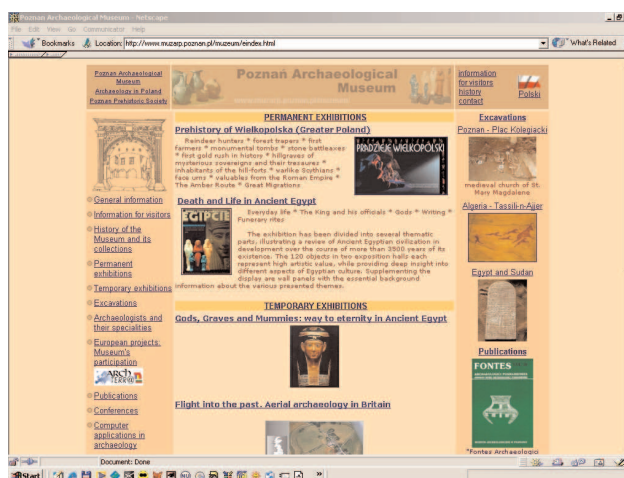 Poznan Archaeological Museum - Netscape
File Edit View Go Communicator Help
Bookmarks Location: http://www.muzarp.poznan.pl/muzeum/eindex.html What's Related
Poznan Archaeological
Museum
Archaeology in Poland
Poznan Prehistoric Society
Poznań Archaeological
Museum
information
for visitors
history
contact
Polski
General information
Information for visitors
History of the
Museum and its
collections
Permanent
exhibitions
Temporary exhibitions
Excavations
Archaeologists and
their specialities
European projects:
Museum's
participation
ARCH
TERRA
Publications
Conferences
Computer
applications in
archaeology
PERMANENT EXHIBITIONS
Prehistory of Wielkopolska (Greater Poland)
Reindeer hunters * forest trapers * first
farmers * monumental tombs * stone battleaxes
* first gold rush in history * hillgraves of
mysterious sovereigns and their treasures *
inhabitants of the hill-forts * warlike Scythians *
face urns * valuables from the Roman Empire *
The Amber Route * Great Migrations
PRADZIEJE WIELKOPOLSKI
Death and Life in Ancient Egypt
EGIPCIE
Everyday life * The King and his officials * Gods * Writing *
Funerary rites
The exhibition has been divided into several thematic
parts, illustrating a review of Ancient Egyptian civilization in
development over the course of more than 3500 years of its
existence. The 120 objects in two exposition halls each
represent high artistic value, while providing deep insight into
different aspects of Egyptian culture. Supplementing the
display are wall panels with the essential background
information about the various presented themes.
TEMPORARY EXHIBITIONS
Gods, Graves and Mummies: way to eternity in Ancient Egypt
Flight into the past. Aerial archaeology in Britain
Excavations
Poznan - Plac Kolegiacki
medieval church of St.
Mary Magdalene
Algeria - Tassili-n-Ajjer
Egypt and Sudan
Publications
FONTES
"Fontes Archaeologici
Document: Done
Start